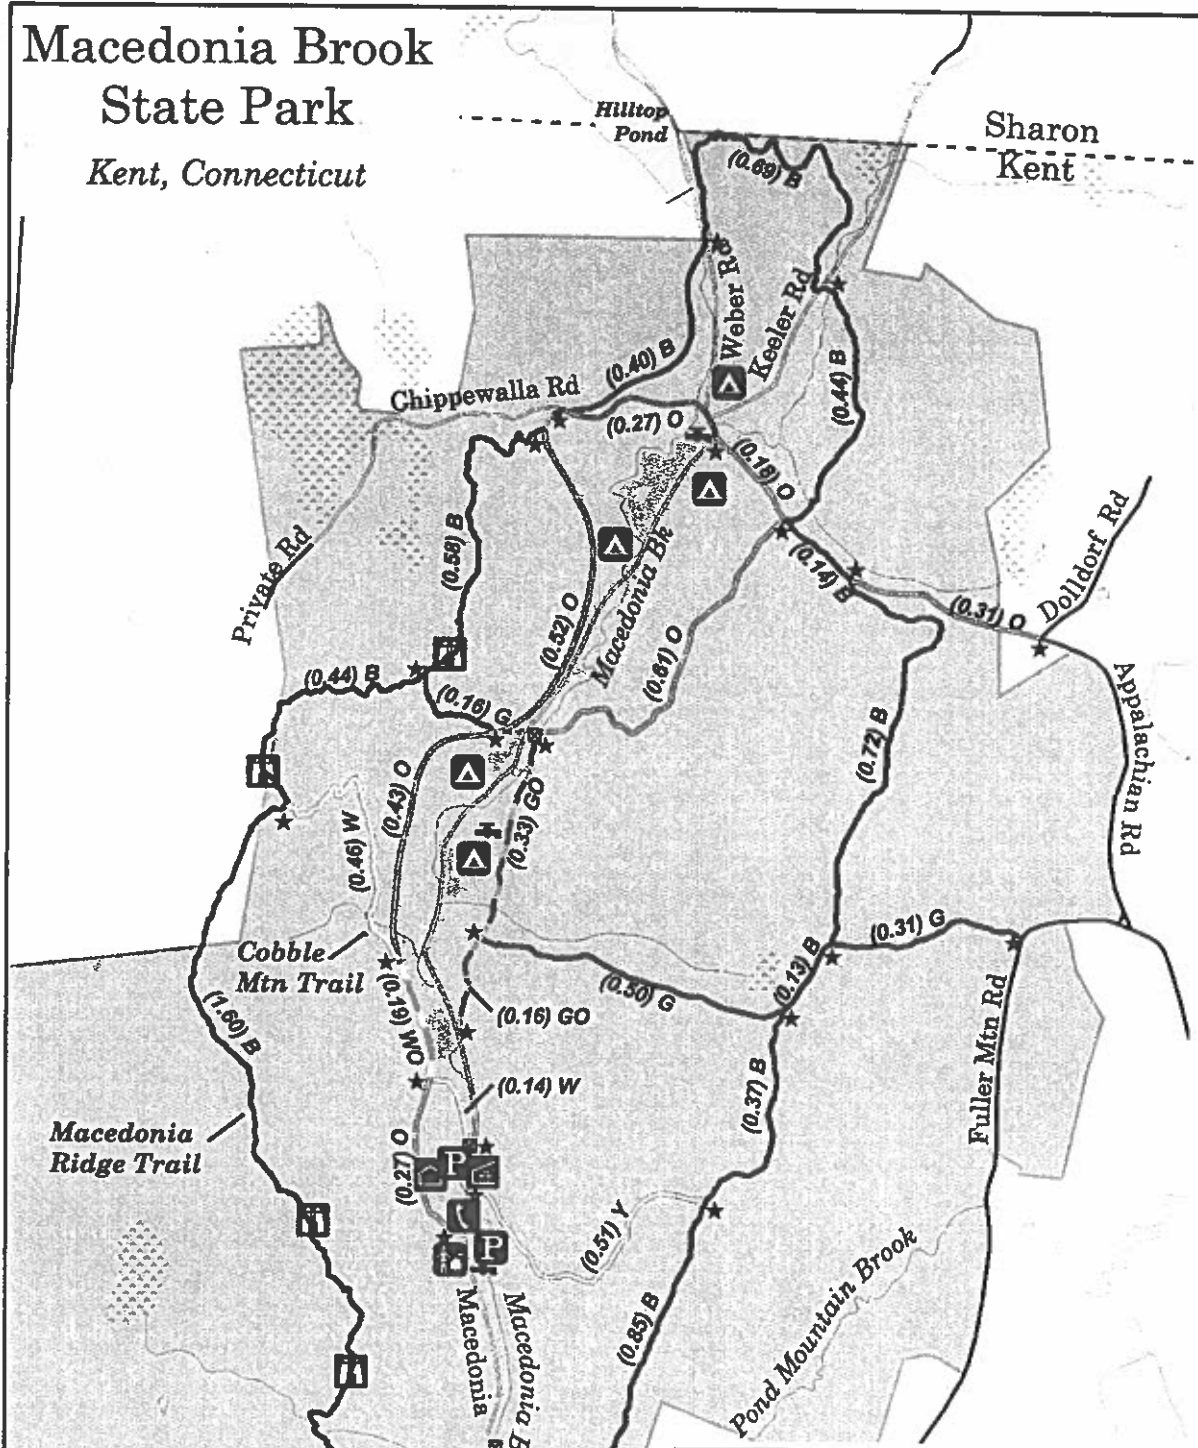 Macedonia Brook
State Park
Kent, Connecticut
Hilltop
Pond
Sharon
Kent
(0.69) B
Weber R
Keeler Rd
(0.40) B
Chippewalla Rd
(0.27) O
(0.44) B
(0.18) O
(0.58) B
Private Rd
Macedonia Bk
(0.14) B
Dolldorf Rd
(0.31) O
(0.52) O
(0.61) O
(0.44) B
(0.16) G
Appalachian Rd
(0.72) B
(0.43) O
(0.33) GO
(0.46) W
(0.31) G
Cobble
Mtn Trail
(0.13) B
(0.50) G
(0.19) WO
(0.16) GO
(1.60) B
Fuller Mtn Rd
(0.14) W
(0.37) B
Macedonia
Ridge Trail
(0.27) O
P
P
(0.51) Y
Pond Mountain Brook
(0.85) B
Macedonia
Macedonia